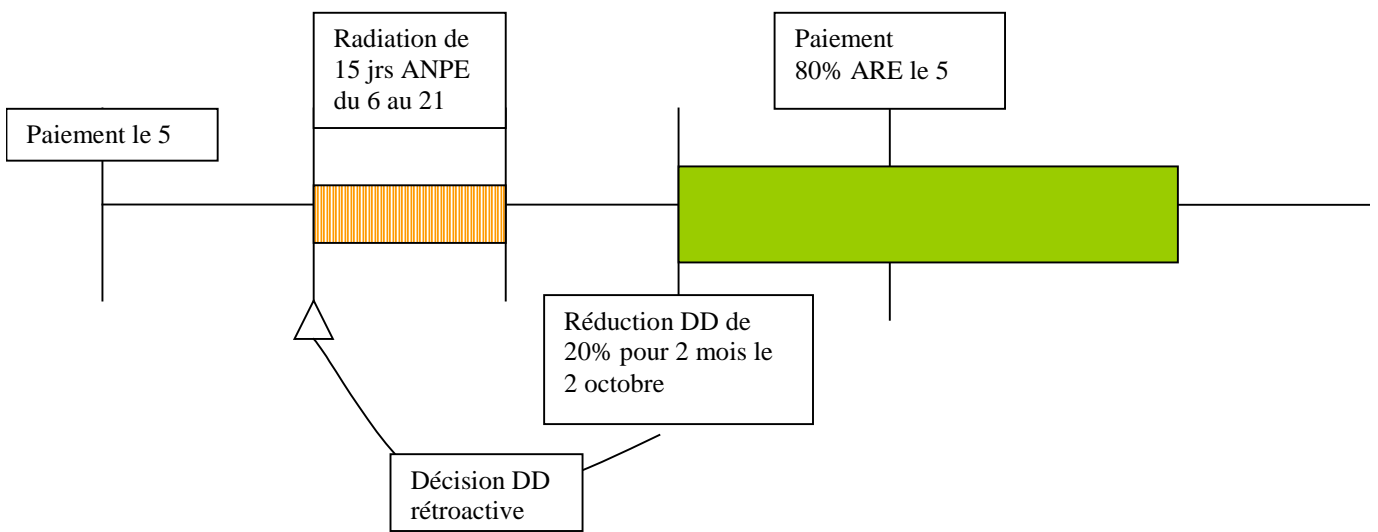 Paiement le 5
Radiation de
15 jrs ANPE
du 6 au 21
Paiement
80% ARE le 5
Réduction DD de
20% pour 2 mois le
2 octobre
Décision DD
rétroactive